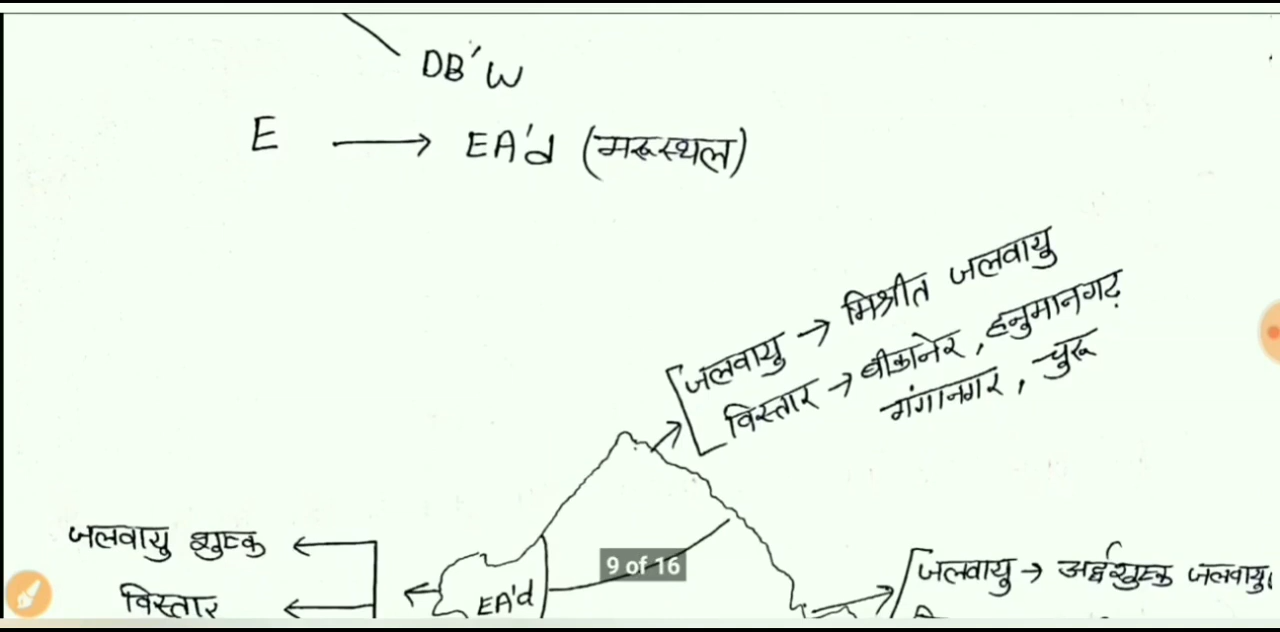 DB'W
E → EA'd (मरूस्थल)
जलवायु → मिश्रीत जलवायु
विस्तार → बीकानेर, हनुमानगढ़
गंगानगर, चुरू
जलवायु शुष्क
विस्तार
EA'd
9 of 16
जलवायु → अर्द्धशुष्क जलवायु